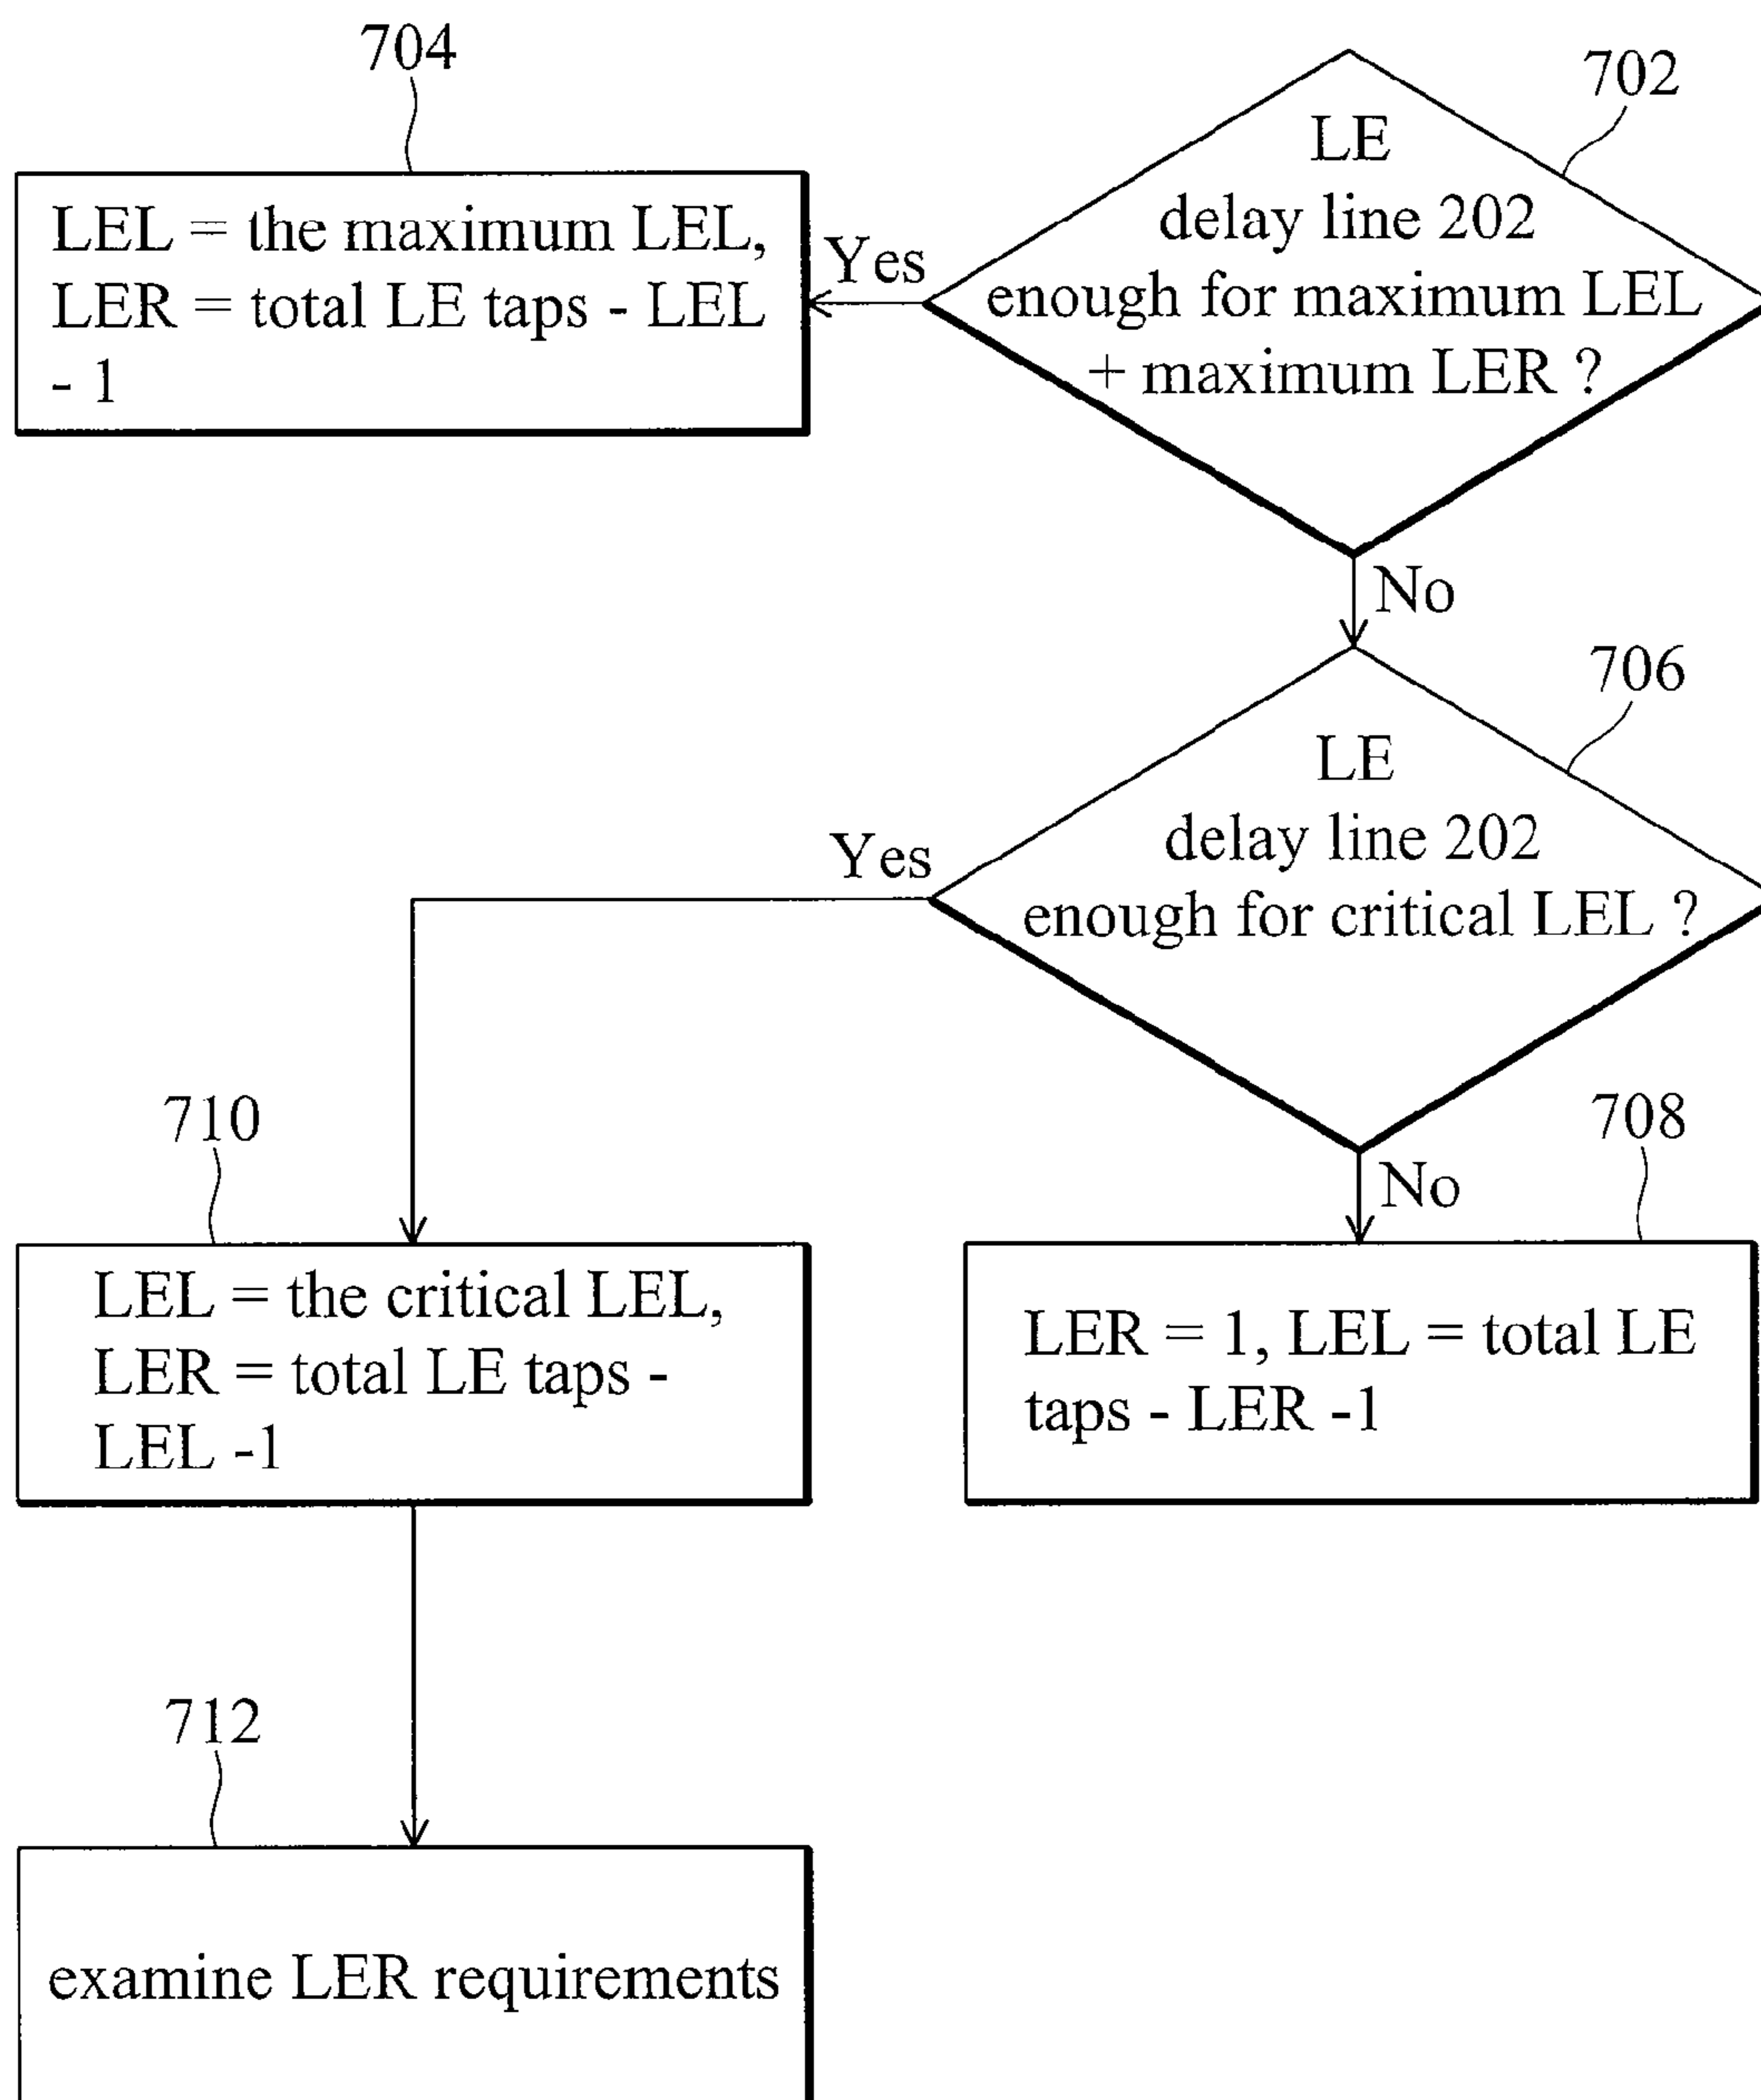 704
LEL = the maximum LEL,
LER = total LE taps - LEL
- 1
702
LE
delay line 202
enough for maximum LEL
+ maximum LER ?
Yes
No
706
LE
delay line 202
enough for critical LEL ?
Yes
No
710
LEL = the critical LEL,
LER = total LE taps -
LEL -1
708
LER = 1, LEL = total LE
taps - LER -1
712
examine LER requirements